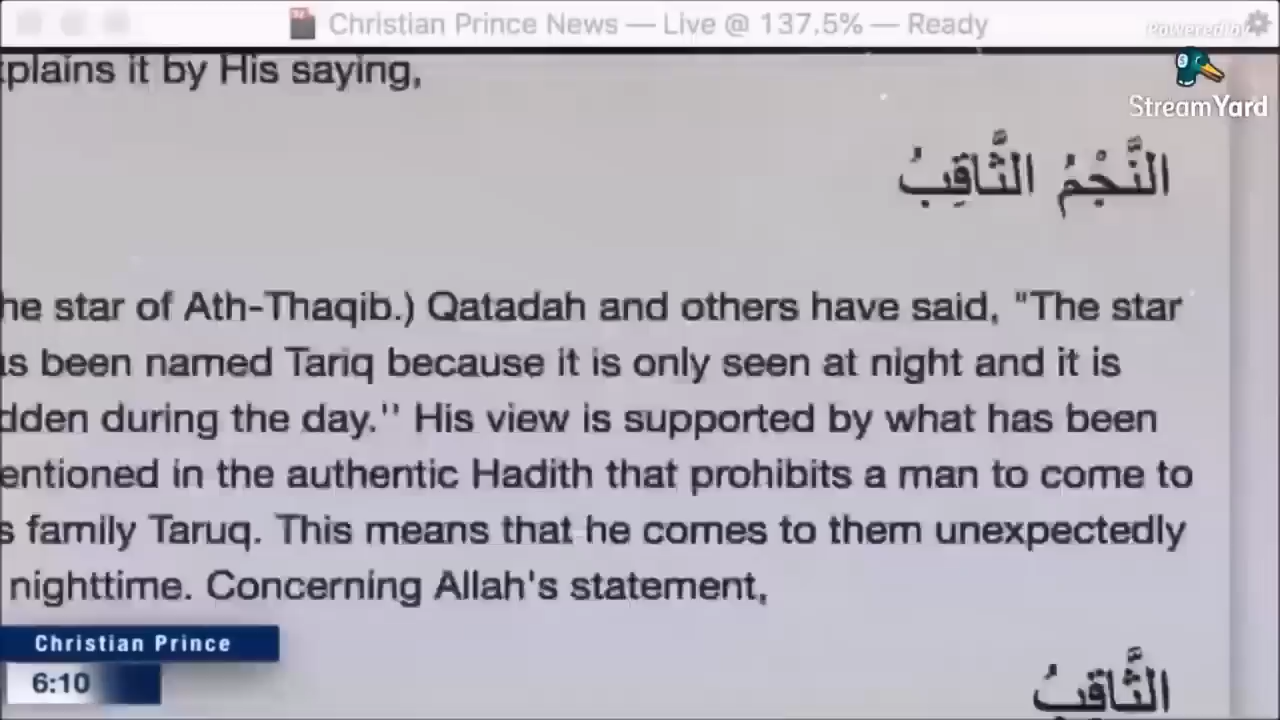 Christian Prince News — Live @ 137.5% — Ready
Powered by
StreamYard
plains it by His saying,
النَّجْمُ الثَّاقِبُ
he star of Ath-Thaqib.) Qatadah and others have said, "The star
s been named Tariq because it is only seen at night and it is
dden during the day.'' His view is supported by what has been
entioned in the authentic Hadith that prohibits a man to come to
s family Taruq. This means that he comes to them unexpectedly
nighttime. Concerning Allah's statement,
الثَّاقِبُ
Christian Prince
6:10